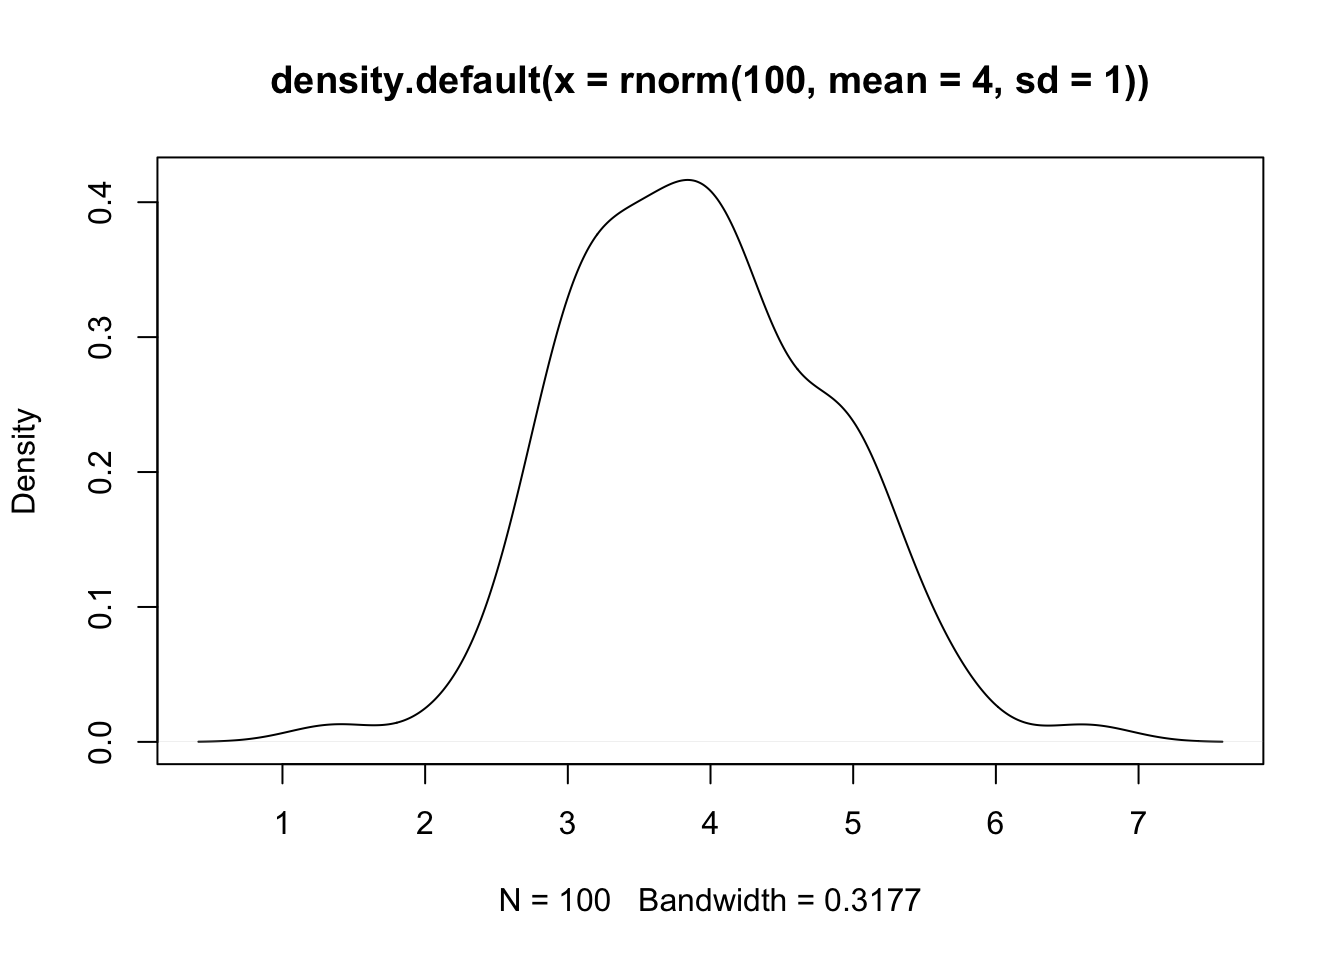 density.default(x = rnorm(100, mean = 4, sd = 1))
Density
0.4
0.3
0.2
0.1
0.0
1 2 3 4 5 6 7
N = 100 Bandwidth = 0.3177